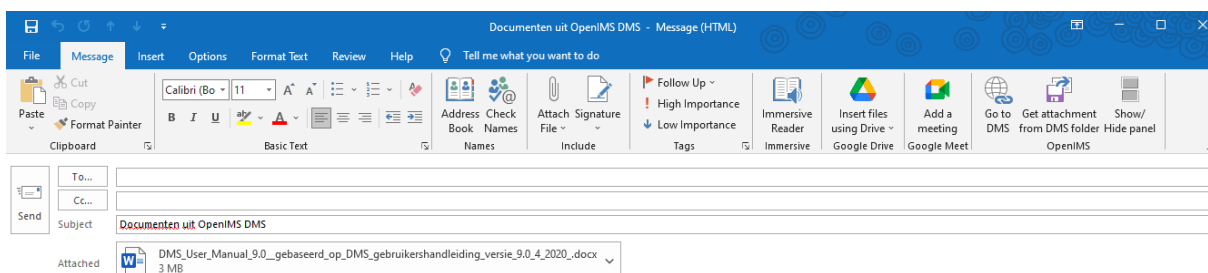 Documenten uit OpenIMS DMS - Message (HTML)
File Message Insert Options Format Text Review Help Tell me what you want to do
Cut
Copy
Format Painter
Paste
Clipboard
Calibri (Bo 11
B I U
Basic Text
Address Book
Check Names
Names
Attach File
Signature
Include
Follow Up
High Importance
Low Importance
Tags
Immersive Reader
Immersive
Insert files using Drive
Google Drive
Add a meeting
Google Meet
Go to DMS
Get attachment from DMS folder
Show/ Hide panel
OpenIMS
Send
To...
Cc...
Subject Documenten uit OpenIMS DMS
Attached DMS_User_Manual_9.0__gebaseerd_op_DMS_gebruikershandleiding_versie_9.0_4_2020_.docx
3 MB